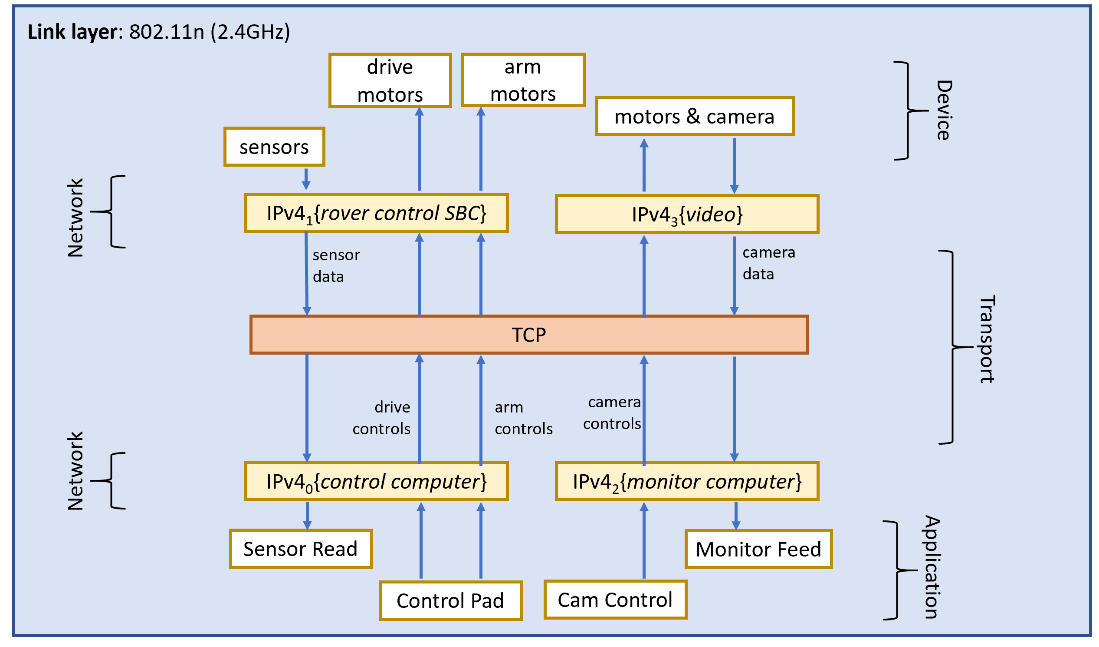 Link layer: 802.11n (2.4GHz)
drive
motors
arm
motors
motors & camera
Device
sensors
Network
IPv4₁{rover control SBC}
IPv4₃{video}
sensor
data
camera
data
TCP
Transport
drive
controls
arm
controls
camera
controls
Network
IPv4₀{control computer}
IPv4₂{monitor computer}
Sensor Read
Monitor Feed
Application
Control Pad
Cam Control